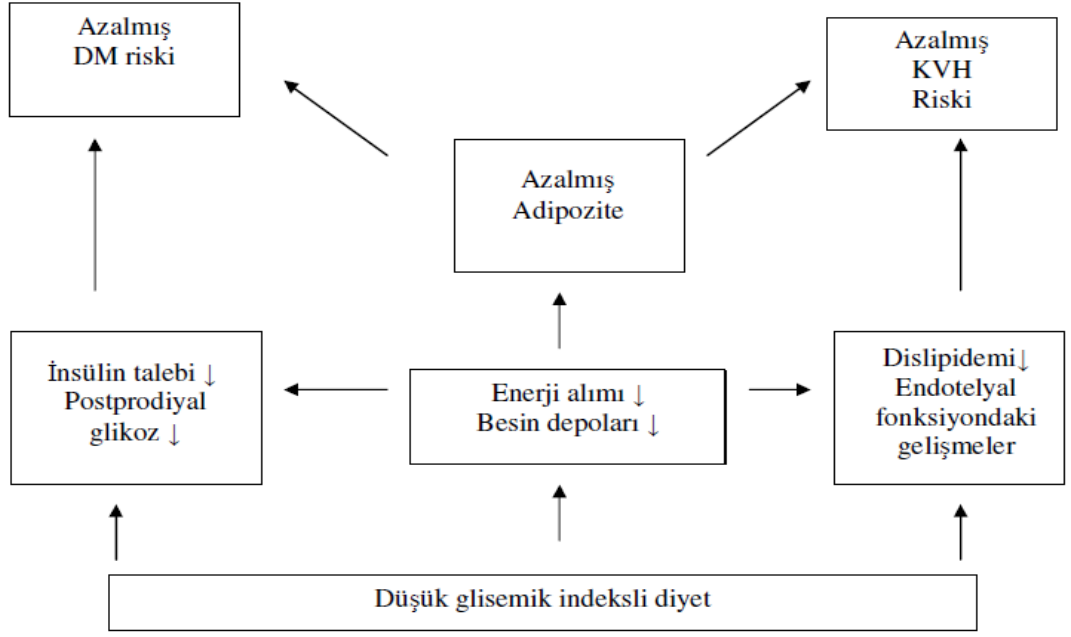 Azalmış
DM riski
Azalmış
KVH
Riski
Azalmış
Adipozite
İnsülin talebi ↓
Postprodiyal
glikoz ↓
Enerji alımı ↓
Besin depoları ↓
Dislipidemi↓
Endotelyal
fonksiyondaki
gelişmeler
Düşük glisemik indeksli diyet